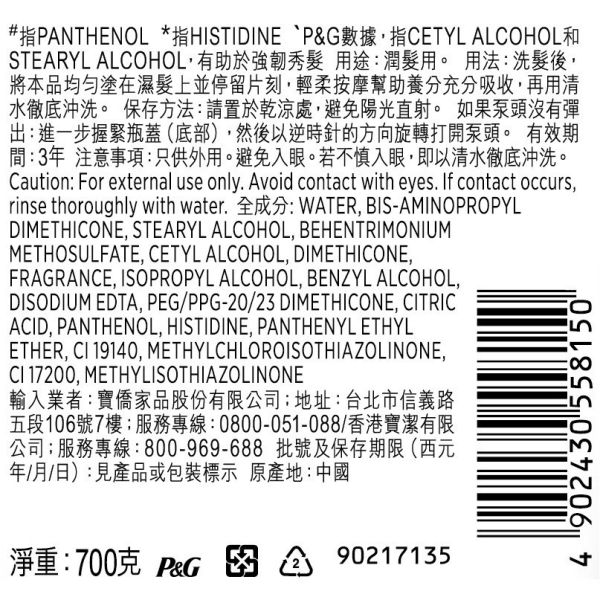 #指PANTHENOL *指HISTIDINE `P&G數據，指CETYL ALCOHOL和
STEARYL ALCOHOL，有助於強韌秀髮 用途：潤髮用。 用法：洗髮後，
將本品均勻塗在濕髮上並停留片刻，輕柔按摩幫助養分充分吸收，再用清
水徹底沖洗。 保存方法：請置於乾涼處，避免陽光直射。 如果泵頭沒有彈
出：進一步握緊瓶蓋（底部），然後以逆時針的方向旋轉打開泵頭。 有效期
間：3年 注意事項：只供外用。避免入眼。若不慎入眼，即以清水徹底沖洗。
Caution: For external use only. Avoid contact with eyes. If contact occurs,
rinse thoroughly with water. 全成分: WATER, BIS-AMINOPROPYL
DIMETHICONE, STEARYL ALCOHOL, BEHENTRIMONIUM
METHOSULFATE, CETYL ALCOHOL, DIMETHICONE,
FRAGRANCE, ISOPROPYL ALCOHOL, BENZYL ALCOHOL,
DISODIUM EDTA, PEG/PPG-20/23 DIMETHICONE, CITRIC
ACID, PANTHENOL, HISTIDINE, PANTHENYL ETHYL
ETHER, CI 19140, METHYLCHLOROISOTHIAZOLINONE,
CI 17200, METHYLISOTHIAZOLINONE
輸入業者：寶僑家品股份有限公司；地址：台北市信義路
五段106號7樓；服務專線：0800-051-088/香港寶潔有限
公司；服務專線：800-969-688 批號及保存期限（西元
年/月/日）：見產品或包裝標示 原產地：中國
4 902430 558150
淨重：700克 P&G 2 90217135